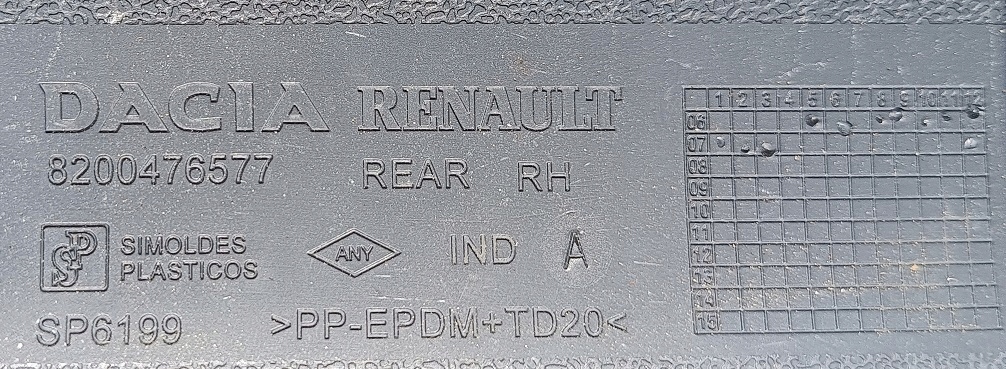 DACIA RENAULT
8200476577 REAR RH
SP SIMOLDES
PLASTICOS
ANY IND A
SP6199 >PP-EPDM+TD20<
1 2 3 4 5 6 7 8 9 10 11 12
06
07
08
09
10
11
12
13
14
15